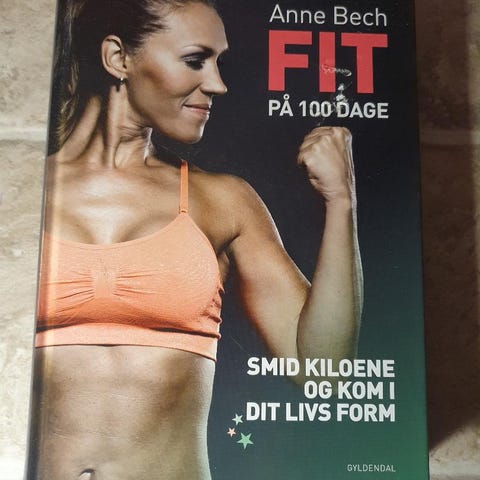 Anne Bech
FIT
PÅ 100 DAGE
SMID KILOENE
OG KOM I
DIT LIVS FORM
GYLDENDAL